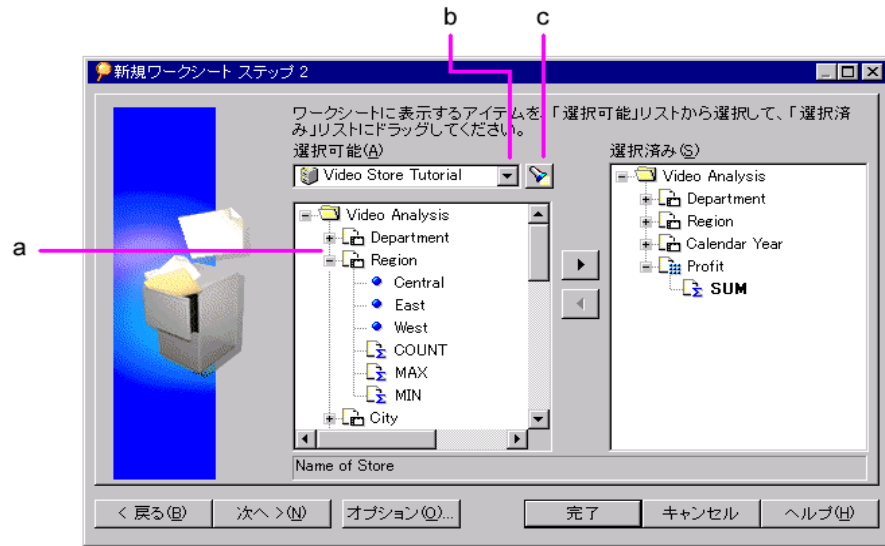 b c
新規ワークシート ステップ 2
ワークシートに表示するアイテムを、「選択可能」リストから選択して、「選択済
み」リストにドラッグしてください。
選択可能(A) 選択済み(S)
Video Store Tutorial
Video Analysis
Department
a
Region
Central
East
West
COUNT
MAX
MIN
City
Video Analysis
Department
Region
Calendar Year
Profit
SUM
Name of Store
< 戻る(B) 次へ >(N) オプション(O)... 完了 キャンセル ヘルプ(H)